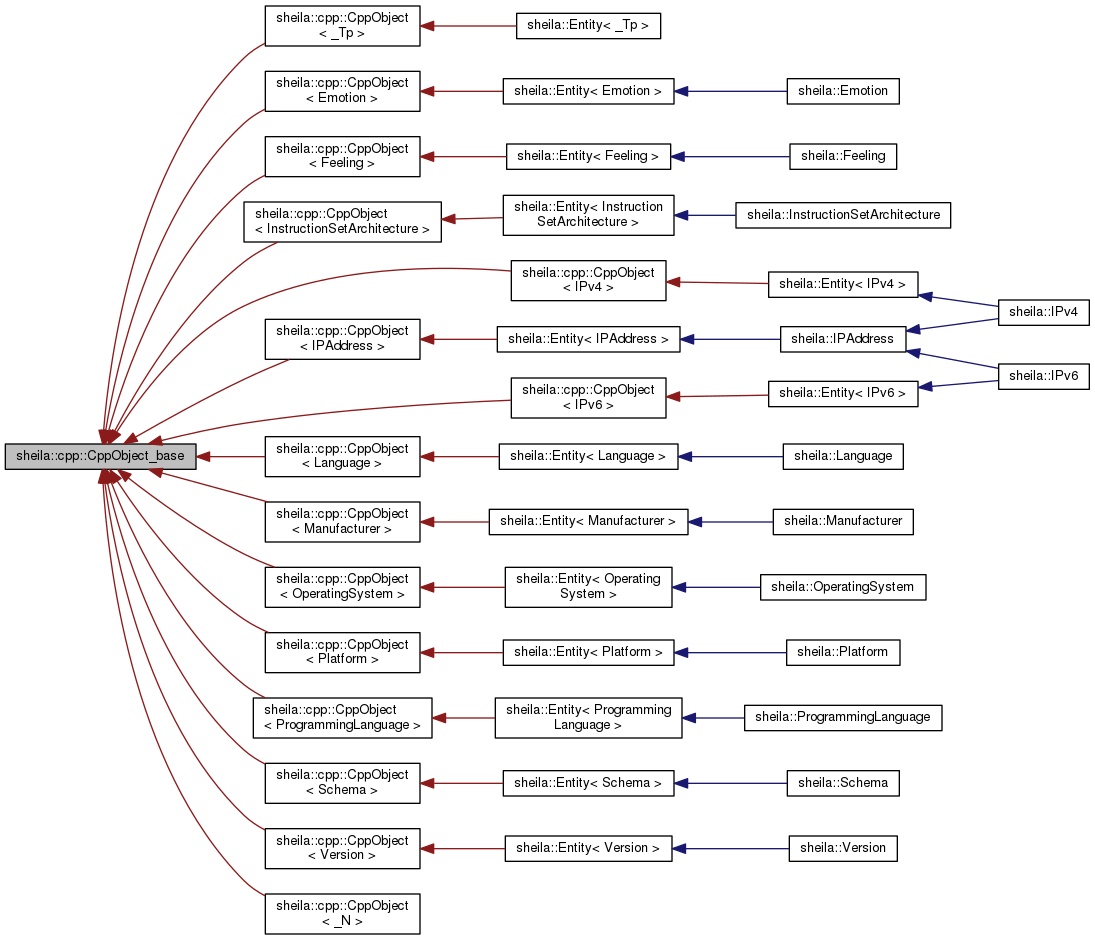 sheila::cpp::CppObject
< _Tp >
sheila::Entity< _Tp >
sheila::cpp::CppObject
< Emotion >
sheila::Entity< Emotion >
sheila::Emotion
sheila::cpp::CppObject
< Feeling >
sheila::Entity< Feeling >
sheila::Feeling
sheila::cpp::CppObject
< InstructionSetArchitecture >
sheila::Entity< Instruction
SetArchitecture >
sheila::InstructionSetArchitecture
sheila::cpp::CppObject
< IPv4 >
sheila::Entity< IPv4 >
sheila::IPv4
sheila::cpp::CppObject
< IPAddress >
sheila::Entity< IPAddress >
sheila::IPAddress
sheila::IPv6
sheila::cpp::CppObject
< IPv6 >
sheila::Entity< IPv6 >
sheila::cpp::CppObject_base
sheila::cpp::CppObject
< Language >
sheila::Entity< Language >
sheila::Language
sheila::cpp::CppObject
< Manufacturer >
sheila::Entity< Manufacturer >
sheila::Manufacturer
sheila::cpp::CppObject
< OperatingSystem >
sheila::Entity< Operating
System >
sheila::OperatingSystem
sheila::cpp::CppObject
< Platform >
sheila::Entity< Platform >
sheila::Platform
sheila::cpp::CppObject
< ProgrammingLanguage >
sheila::Entity< Programming
Language >
sheila::ProgrammingLanguage
sheila::cpp::CppObject
< Schema >
sheila::Entity< Schema >
sheila::Schema
sheila::cpp::CppObject
< Version >
sheila::Entity< Version >
sheila::Version
sheila::cpp::CppObject
< _N >